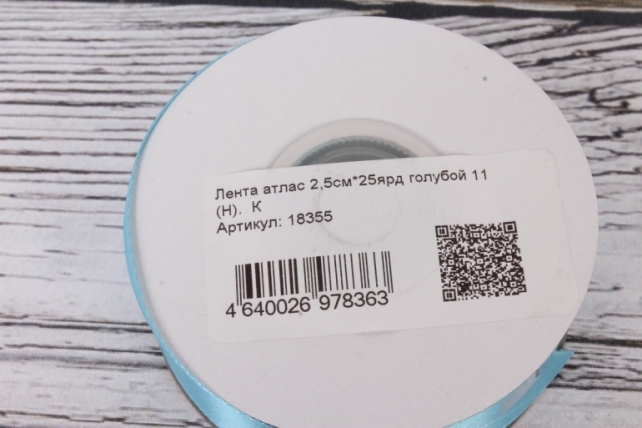 Лента атлас 2,5см*25ярд голубой 11
(Н). К
Артикул: 18355
4 640026 978363